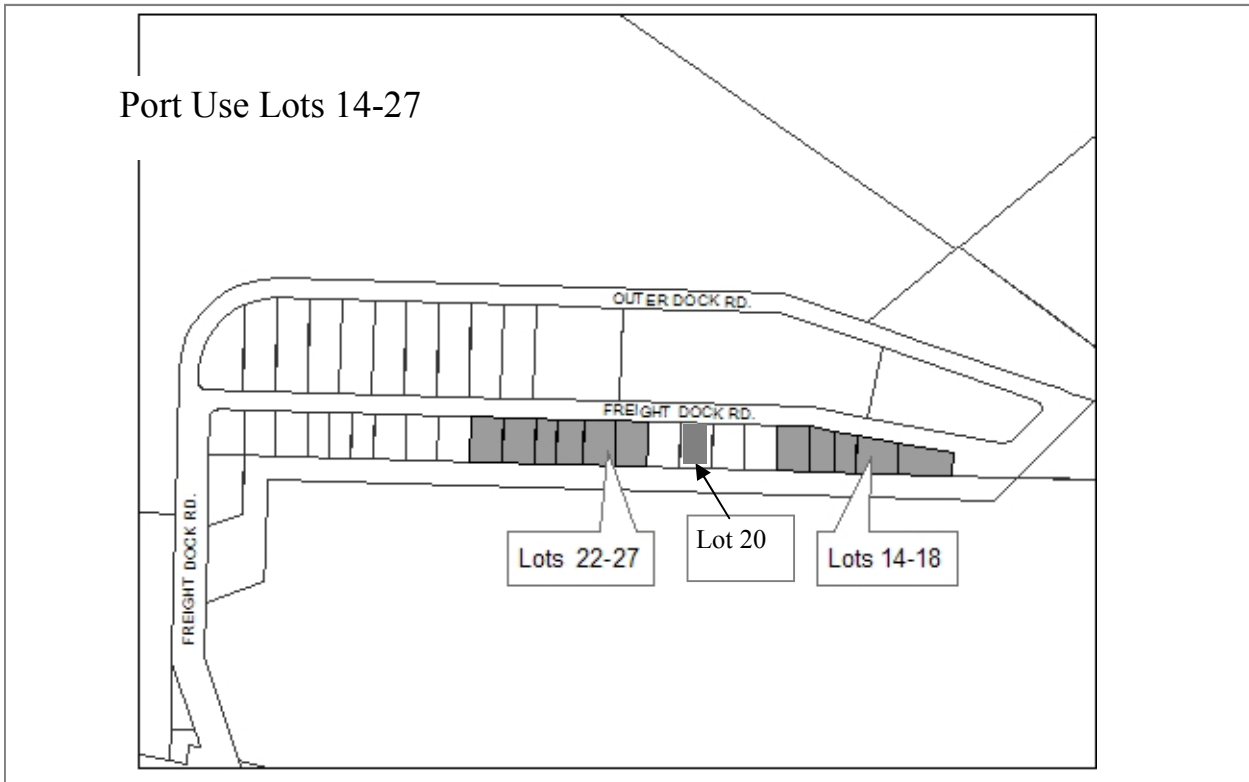 Port Use Lots 14-27
OUTER DOCK RD.
FREIGHT DOCK RD.
FREIGHT DOCK RD.
Lots 22-27
Lot 20
Lots 14-18